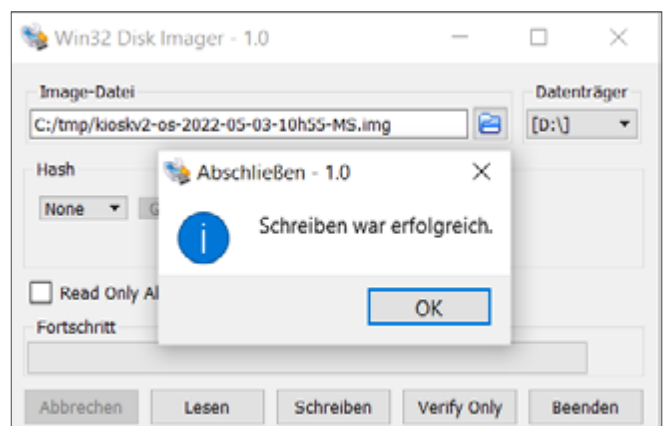 Win32 Disk Imager - 1.0
Image-Datei
Datenträger
C:/tmp/kioskv2-os-2022-05-03-10h55-MS.img
[D:\]
Hash
None
Abschließen - 1.0
Schreiben war erfolgreich.
OK
Read Only Al
Fortschritt
Abbrechen Lesen Schreiben Verify Only Beenden